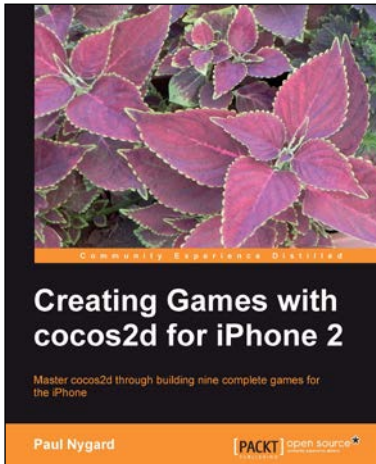 Community Experience Distilled
Creating Games with
cocos2d for iPhone 2
Master cocos2d through building nine complete games for
the iPhone
Paul Nygard
[PACKT] open source*
PUBLISHING